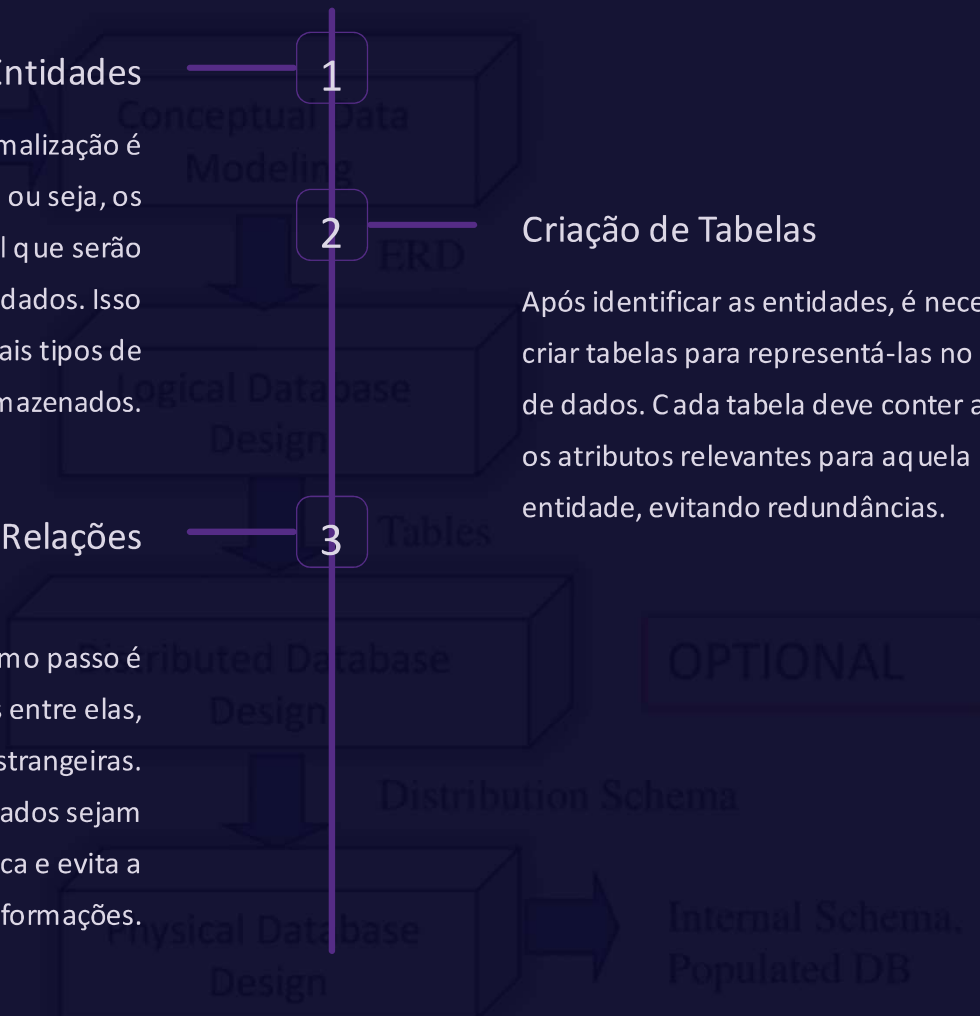 Entidades
1
malização é
ou seja, os
l que serão
dados. Isso
ais tipos de
mazenados.
2
Criação de Tabelas
Após identificar as entidades, é nece
criar tabelas para representá-las no
de dados. Cada tabela deve conter a
os atributos relevantes para aquela
entidade, evitando redundâncias.
Relações
3
mo passo é
s entre elas,
strangeiras.
ados sejam
ca e evita a
formações.
Conceptual Data
Modeling
ERD
Logical Database
Design
Tables
Distributed Database
Design
OPTIONAL
Distribution Schema
Physical Database
Design
Internal Schema,
Populated DB